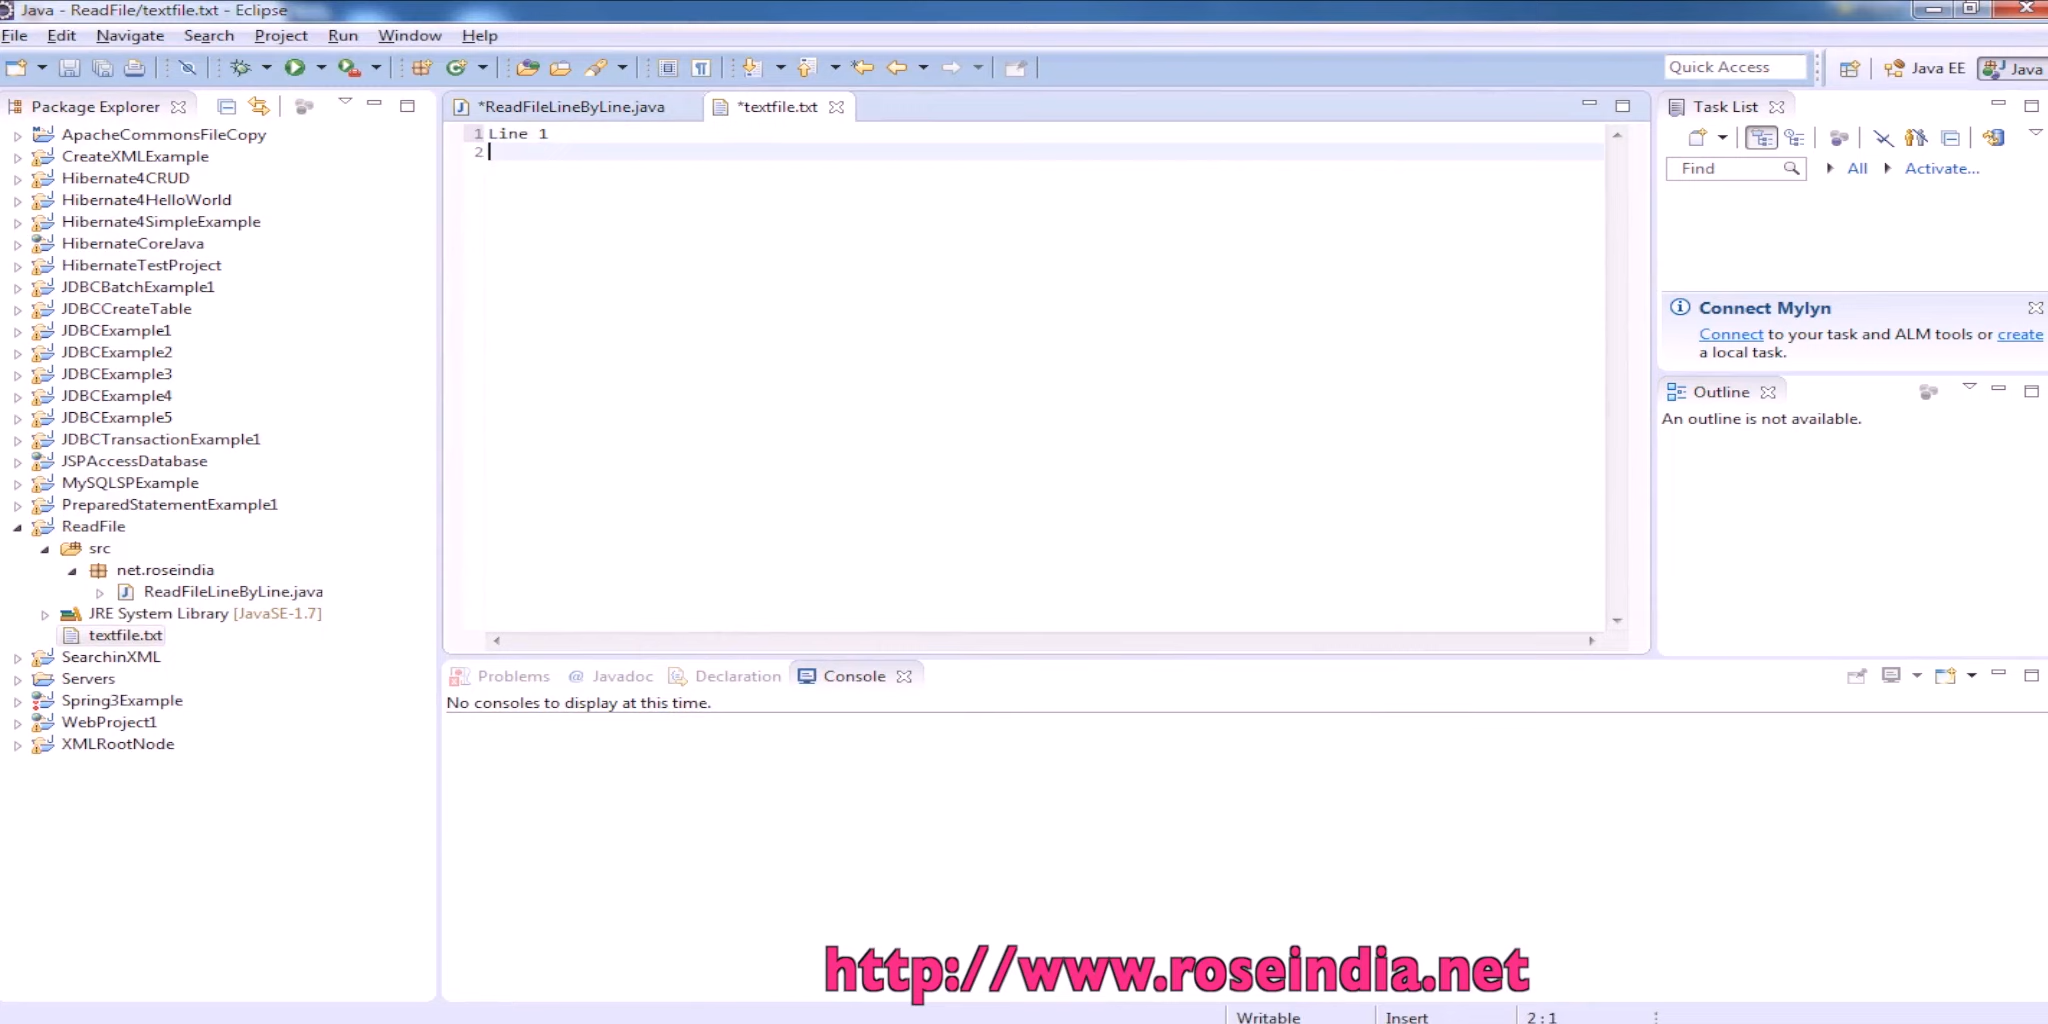 Java - ReadFile/textfile.txt - Eclipse
File Edit Navigate Search Project Run Window Help
Quick Access
Java EE
Java
Package Explorer
ApacheCommonsFileCopy
CreateXMLExample
Hibernate4CRUD
Hibernate4HelloWorld
Hibernate4SimpleExample
HibernateCoreJava
HibernateTestProject
JDBCBatchExample1
JDBCCreateTable
JDBCExample1
JDBCExample2
JDBCExample3
JDBCExample4
JDBCExample5
JDBCTransactionExample1
JSPAccessDatabase
MySQLSPExample
PreparedStatementExample1
ReadFile
src
net.roseindia
ReadFileLineByLine.java
JRE System Library [JavaSE-1.7]
textfile.txt
SearchinXML
Servers
Spring3Example
WebProject1
XMLRootNode
*ReadFileLineByLine.java
*textfile.txt
1 Line 1
2
Problems @ Javadoc Declaration Console
No consoles to display at this time.
Task List
Find
All
Activate...
Connect Mylyn
Connect to your task and ALM tools or create
a local task.
Outline
An outline is not available.
http://www.roseindia.net
Writable Insert 2 : 1